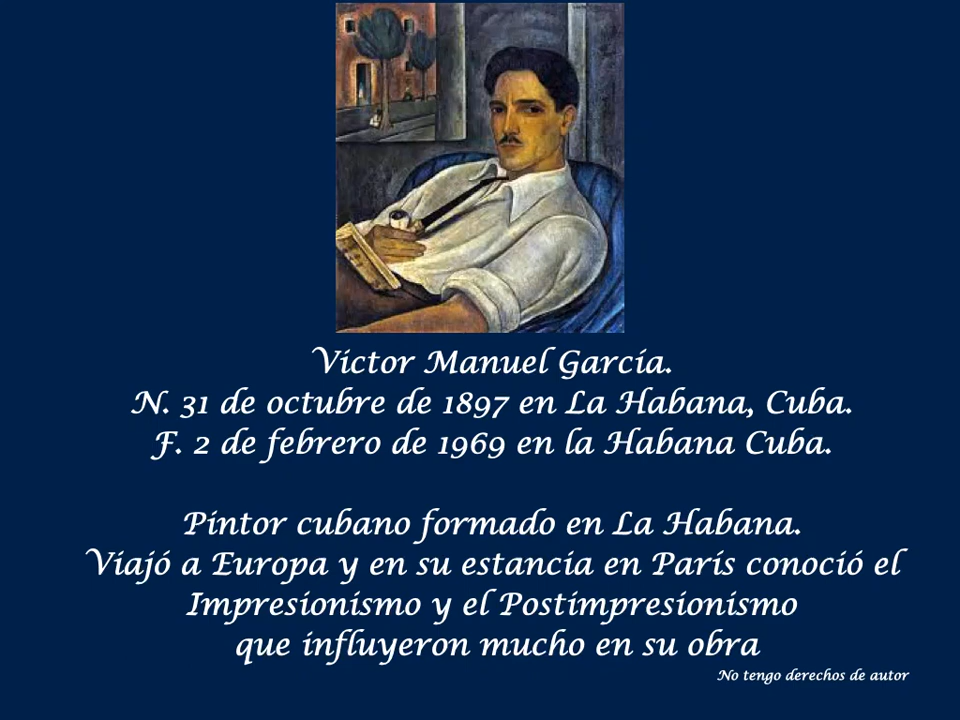 Víctor Manuel García.
N. 31 de octubre de 1897 en La Habana, Cuba.
F. 2 de febrero de 1969 en la Habana Cuba.
Pintor cubano formado en La Habana.
Viajó a Europa y en su estancia en París conoció el
Impresionismo y el Postimpresionismo
que influyeron mucho en su obra
No tengo derechos de autor